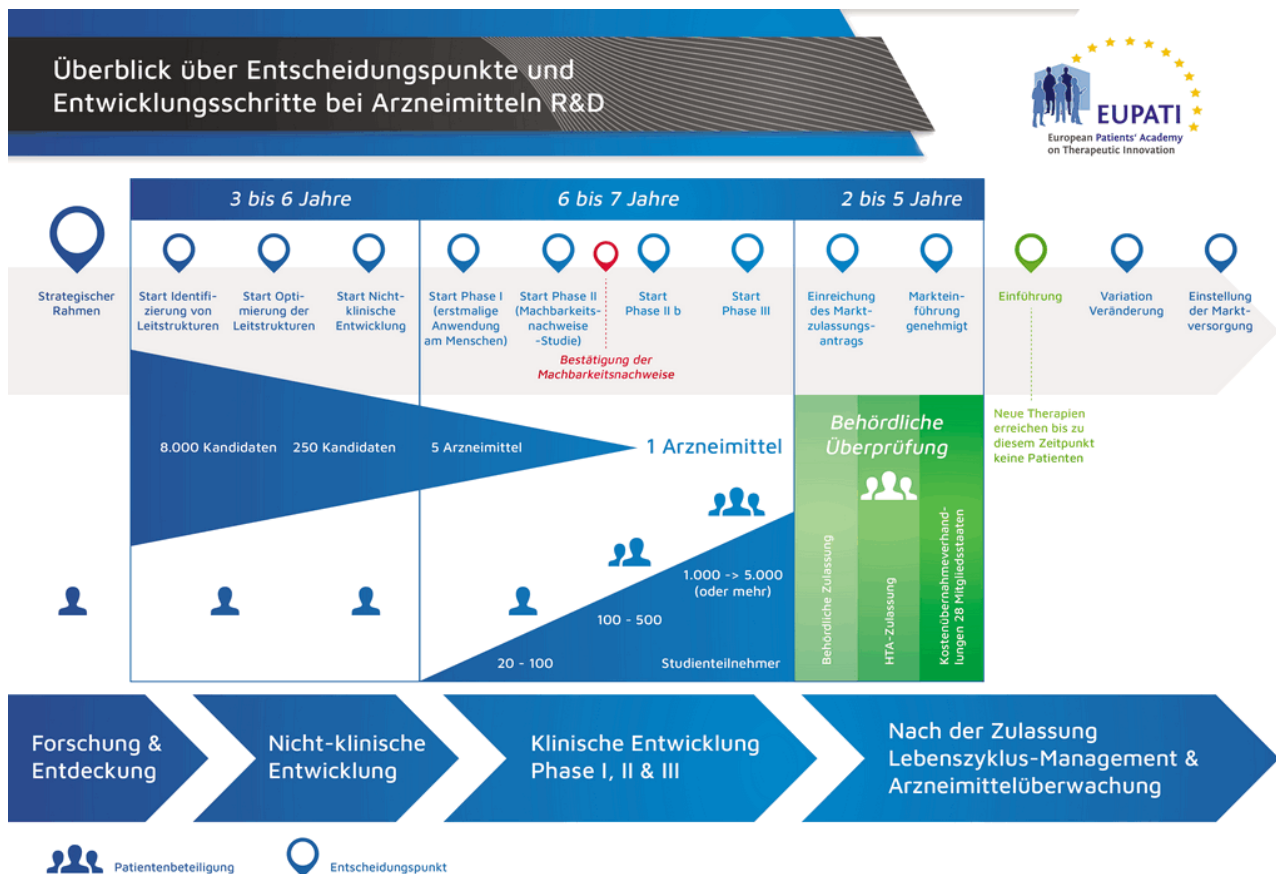 Überblick über Entscheidungspunkte und
Entwicklungsschritte bei Arzneimitteln R&D
EUPATI
European Patients' Academy
on Therapeutic Innovation
3 bis 6 Jahre
6 bis 7 Jahre
2 bis 5 Jahre
Strategischer
Rahmen
Start Identifi-
zierung von
Leitstrukturen
Start Opti-
mierung der
Leitstrukturen
Start Nicht-
klinische
Entwicklung
Start Phase I
(erstmalige
Anwendung
am Menschen)
Start Phase II
(Machbarkeits-
nachweise
-Studie)
Bestätigung der
Machbarkeitsnachweise
Start
Phase II b
Start
Phase III
Einreichung
des Markt-
zulassungs-
antrags
Marktein-
führung
genehmigt
Einführung
Variation
Veränderung
Einstellung
der Markt-
versorgung
8.000 Kandidaten
250 Kandidaten
5 Arzneimittel
1 Arzneimittel
Behördliche
Überprüfung
Neue Therapien
erreichen bis zu
diesem Zeitpunkt
keine Patienten
20 - 100
100 - 500
1.000 -> 5.000
(oder mehr)
Studienteilnehmer
Behördliche Zulassung
HTA-Zulassung
Kostenübernahmeverhand-
lungen 28 Mitgliedsstaaten
Forschung &
Entdeckung
Nicht-klinische
Entwicklung
Klinische Entwicklung
Phase I, II & III
Nach der Zulassung
Lebenszyklus-Management &
Arzneimittelüberwachung
Patientenbeteiligung
Entscheidungspunkt